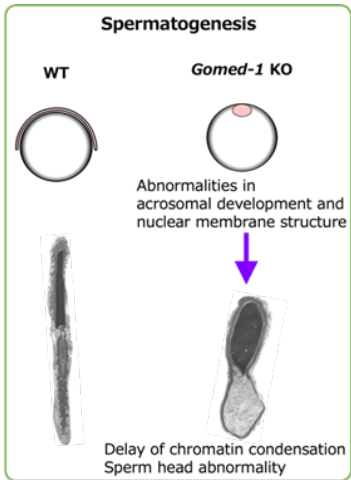 Spermatogenesis
WT
Gomed-1 KO
Abnormalities in
acrosomal development and
nuclear membrane structure
Delay of chromatin condensation
Sperm head abnormality